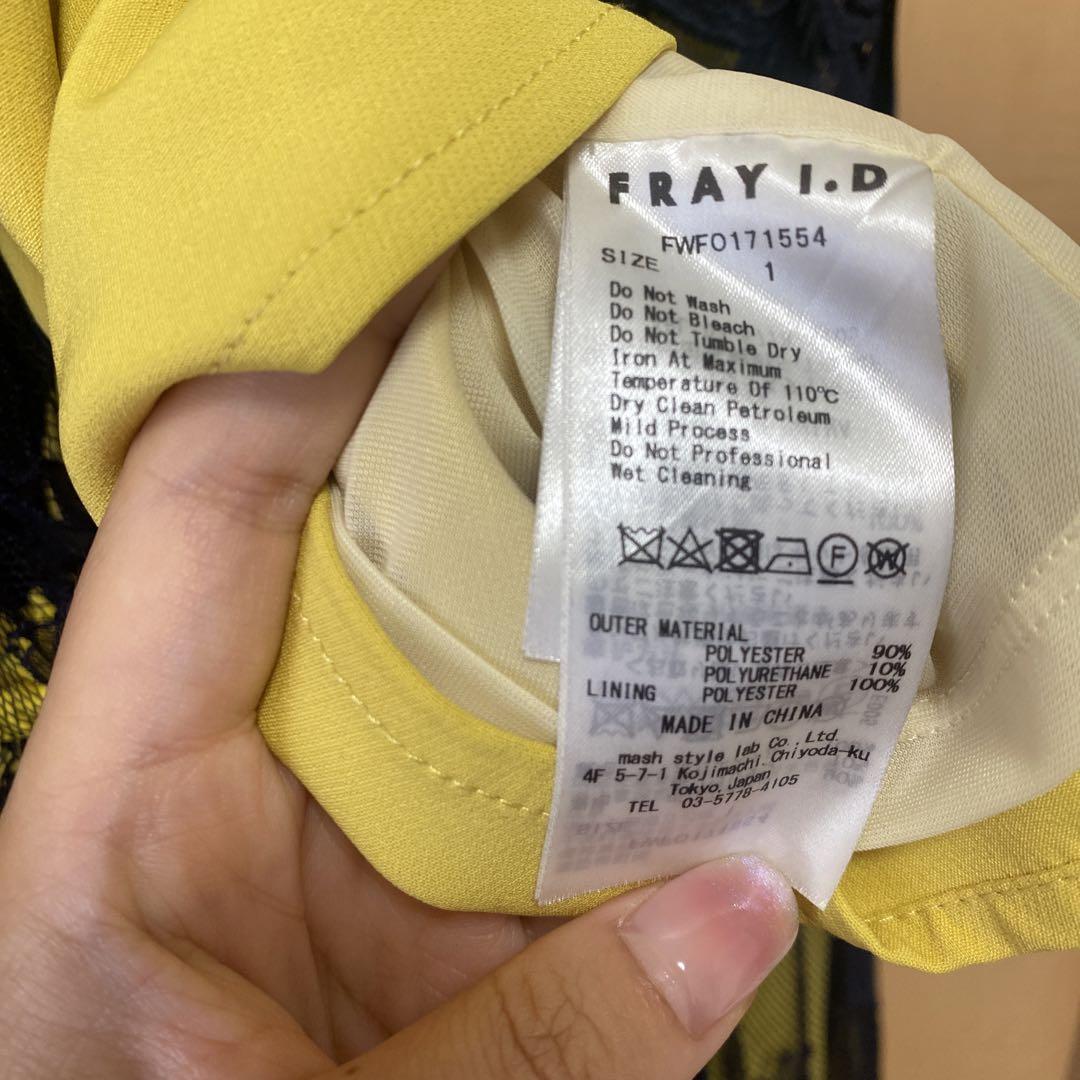 FRAY I.D
FWF0171554
SIZE 1
Do Not Wash
Do Not Bleach
Do Not Tumble Dry
Iron At Maximum
Temperature Of 110℃
Dry Clean Petroleum
Mild Process
Do Not Professional
Wet Cleaning
F W
OUTER MATERIAL
POLYESTER 90%
POLYURETHANE 10%
LINING POLYESTER 100%
MADE IN CHINA
mash style lab Co., Ltd.
4F 5-7-1 Kojimachi. Chiyoda-ku
Tokyo, Japan
TEL 03-5778-4105